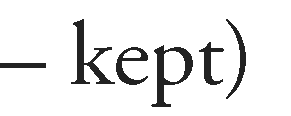 – kept)